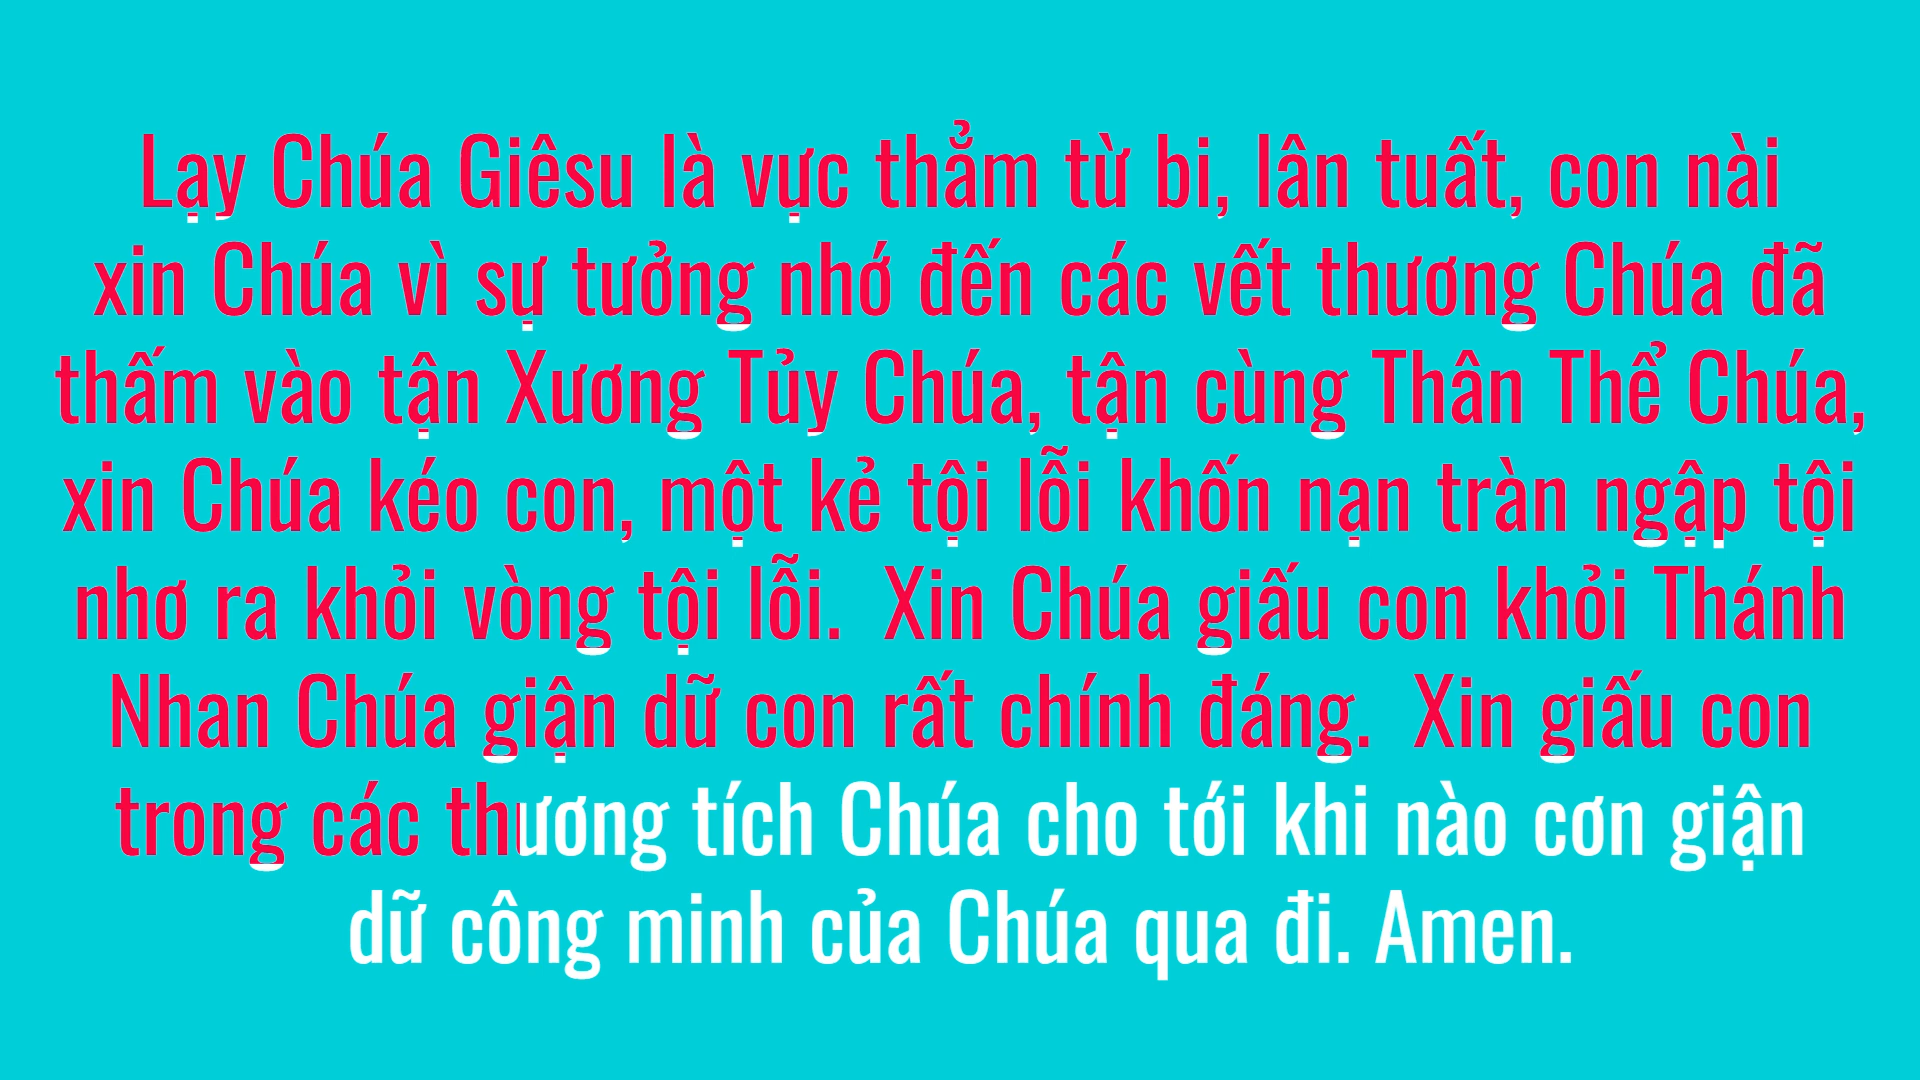 Lạy Chúa Giêsu là vực thẳm từ bi, lân tuất, con nài
xin Chúa vì sự tưởng nhớ đến các vết thương Chúa đã
thấm vào tận Xương Tủy Chúa, tận cùng Thân Thể Chúa,
xin Chúa kéo con, một kẻ tội lỗi khốn nạn tràn ngập tội
nhơ ra khỏi vòng tội lỗi.  Xin Chúa giấu con khỏi Thánh
Nhan Chúa giận dữ con rất chính đáng.  Xin giấu con
trong các thương tích Chúa cho tới khi nào cơn giận
dữ công minh của Chúa qua đi. Amen.